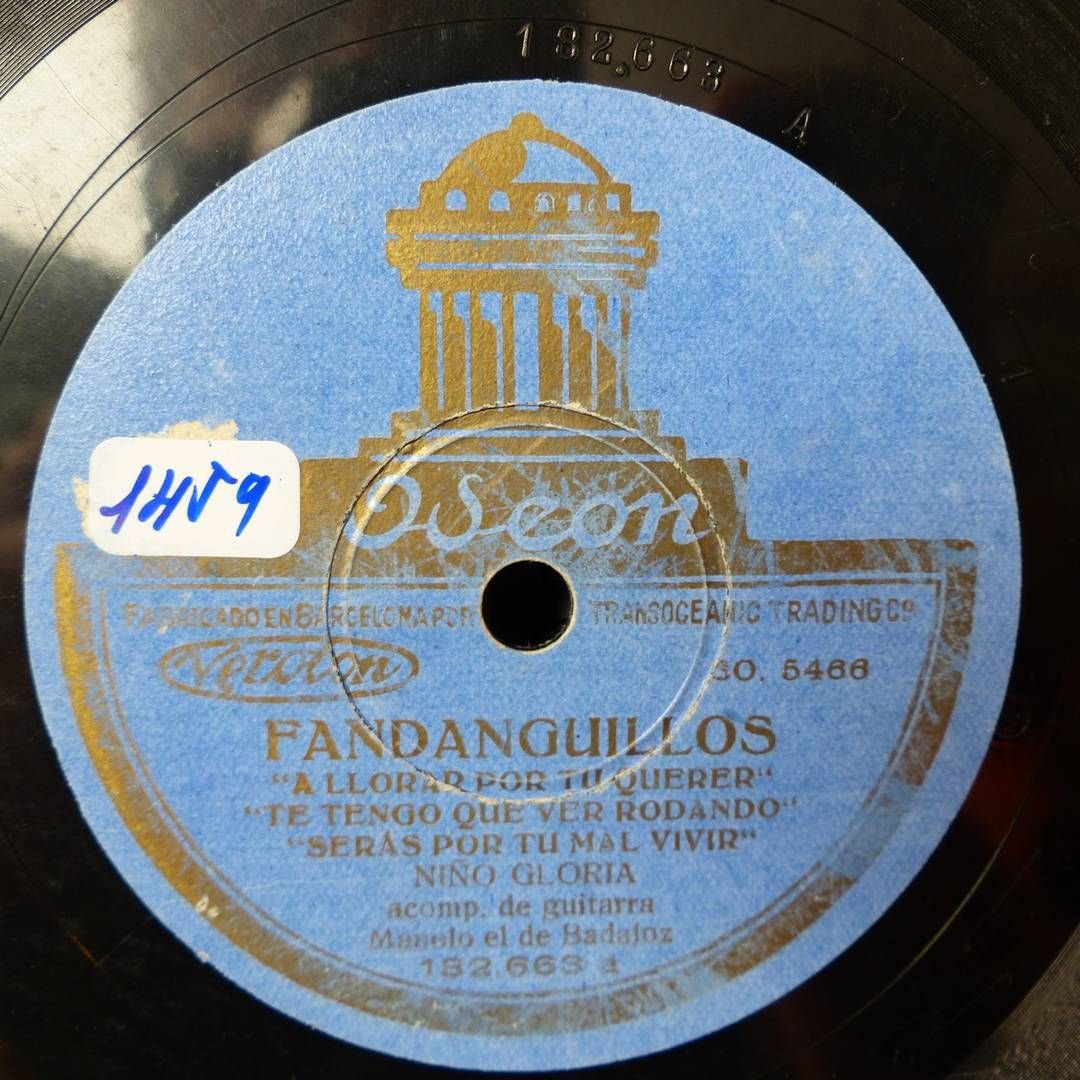 182,663
A
1
1459
Odeon
FABRICADO EN BARCELONA POR TRANSOCEANIC TRADING Cº
Veroton
SO. 5466
FANDANGUILLOS
"A LLORAR POR TU QUERER"
"TE TENGO QUE VER RODANDO"
"SERÁS POR TU MAL VIVIR"
NIÑO GLORIA
acomp. de guitarra
Manolo el de Badajoz
182,663 a